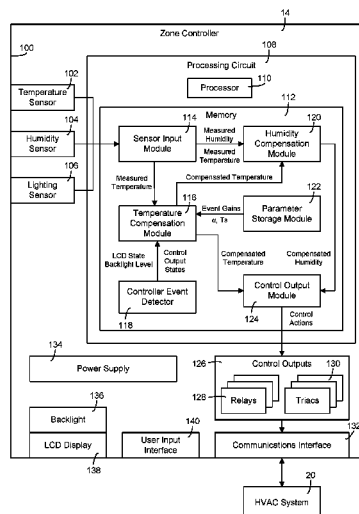 14
Zone Controller
100
108
Processing Circuit
102
Temperature
Sensor
Processor
110
112
Memory
104
Humidity
Sensor
114
Sensor Input
Module
Measured
Humidity
Measured
Temperature
120
Humidity
Compensation
Module
106
Lighting
Sensor
Measured
Temperature
Compensated Temperature
116
Temperature
Compensation
Module
Event Gains
α, Ts
122
Parameter
Storage Module
LCD State
Backlight Level
Control
Output
States
Compensated
Temperature
Compensated
Humidity
Controller Event
Detector
118
Control Output
Module
124
Control
Actions
134
Power Supply
126
Control Outputs
130
128
Relays
Triacs
136
Backlight
LCD Display
138
140
User Input
Interface
132
Communications Interface
20
HVAC System